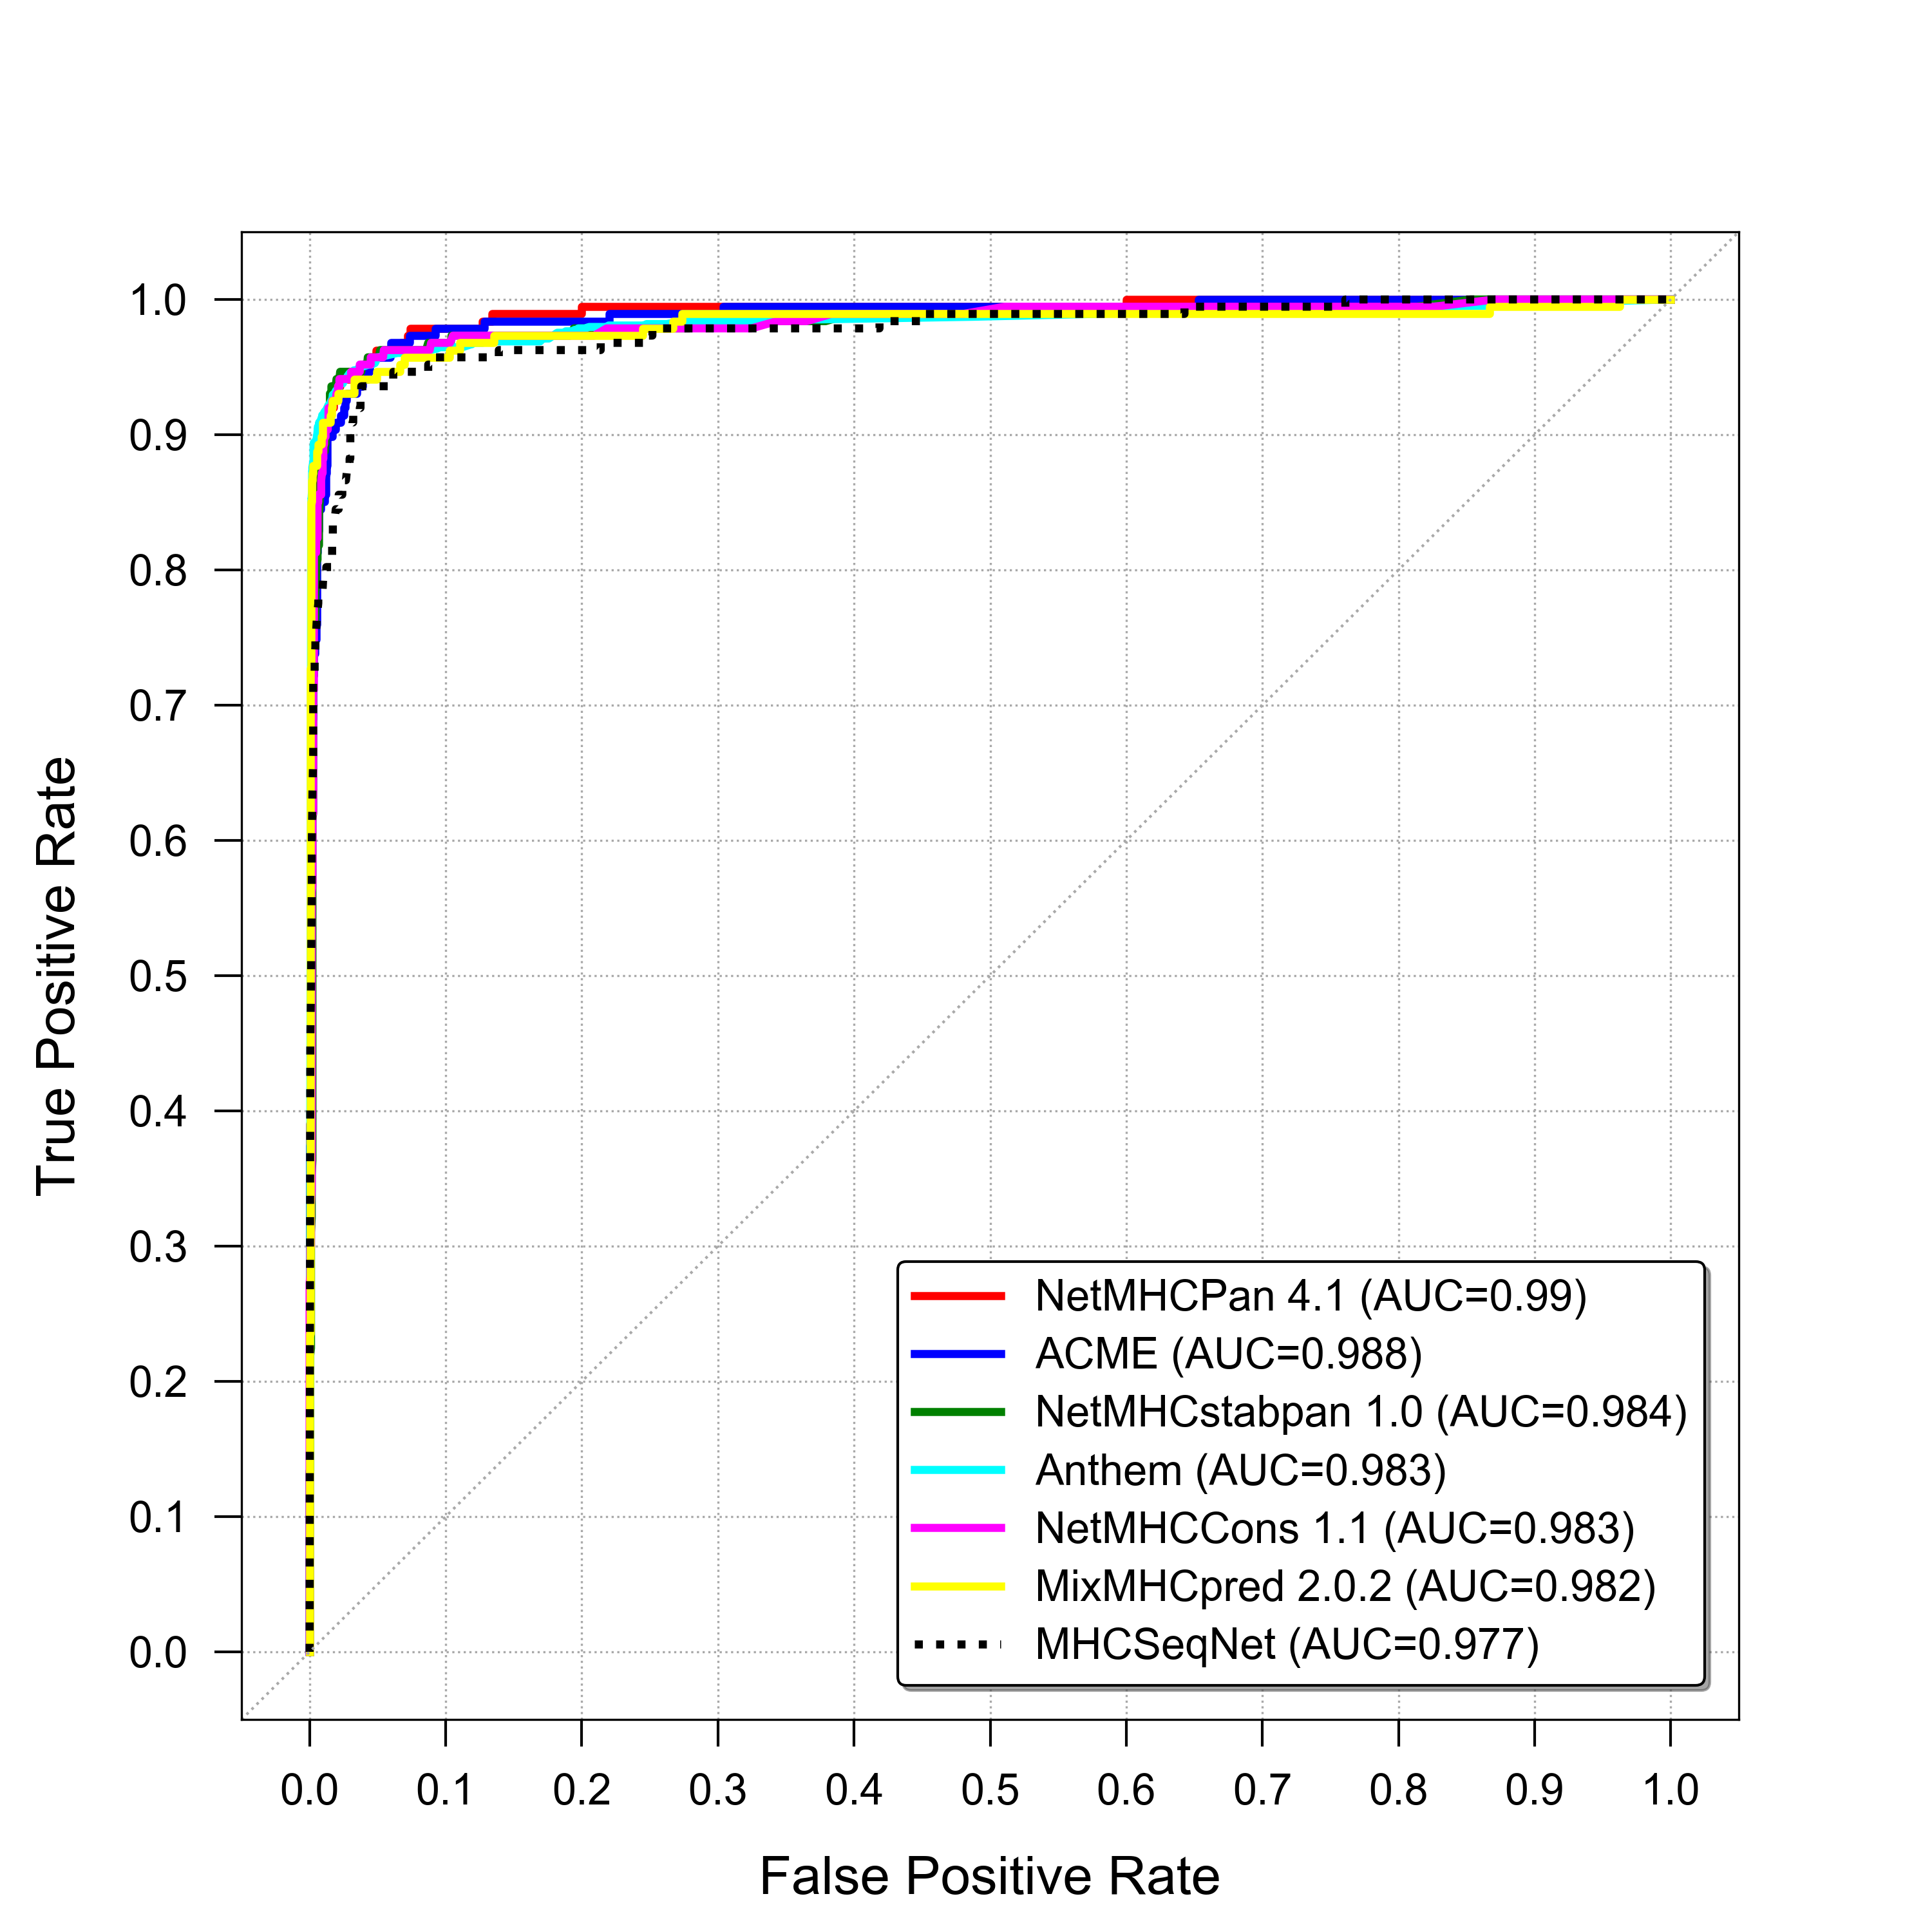 1.0
0.9
0.8
0.7
0.6
0.5
0.4
0.3
0.2
0.1
0.0
True Positive Rate
NetMHCPan 4.1 (AUC=0.99)
ACME (AUC=0.988)
NetMHCstabpan 1.0 (AUC=0.984)
Anthem (AUC=0.983)
NetMHCCons 1.1 (AUC=0.983)
MixMHCpred 2.0.2 (AUC=0.982)
MHCSeqNet (AUC=0.977)
0.0 0.1 0.2 0.3 0.4 0.5 0.6 0.7 0.8 0.9 1.0
False Positive Rate